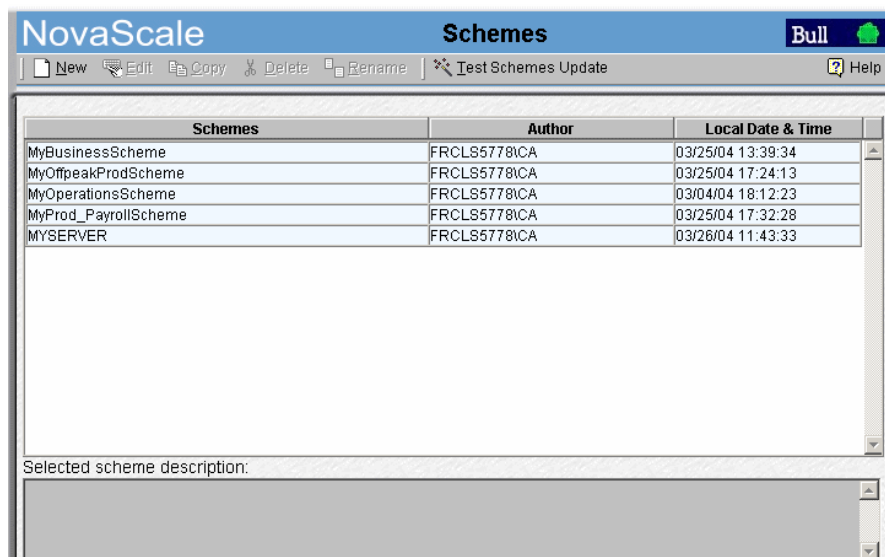 NovaScale Schemes Bull
New Edit Copy Delete Rename Test Schemes Update Help
Schemes Author Local Date & Time
MyBusinessScheme FRCLS5778\CA 03/25/04 13:39:34
MyOffpeakProdScheme FRCLS5778\CA 03/25/04 17:24:13
MyOperationsScheme FRCLS5778\CA 03/04/04 18:12:23
MyProd_PayrollScheme FRCLS5778\CA 03/25/04 17:32:28
MYSERVER FRCLS5778\CA 03/26/04 11:43:33
Selected scheme description: